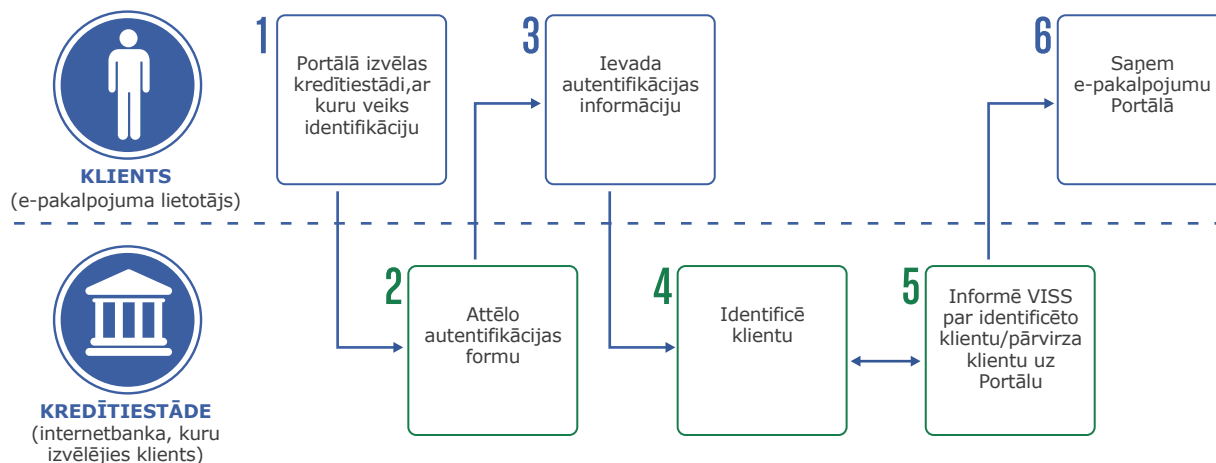 KLIENTS
(e-pakalpojuma lietotājs)
1
Portālā izvēlas
kredītiestādi,ar
kuru veiks
identifikāciju
3
Ievada
autentifikācijas
informāciju
6
Saņem
e-pakalpojumu
Portālā
KREDĪTIESTĀDE
(internetbanka, kuru
izvēlējies klients)
2
Attēlo
autentifikācijas
formu
4
Identificē
klientu
5
Informē VISS
par identificēto
klientu/pārvirza
klientu uz
Portālu